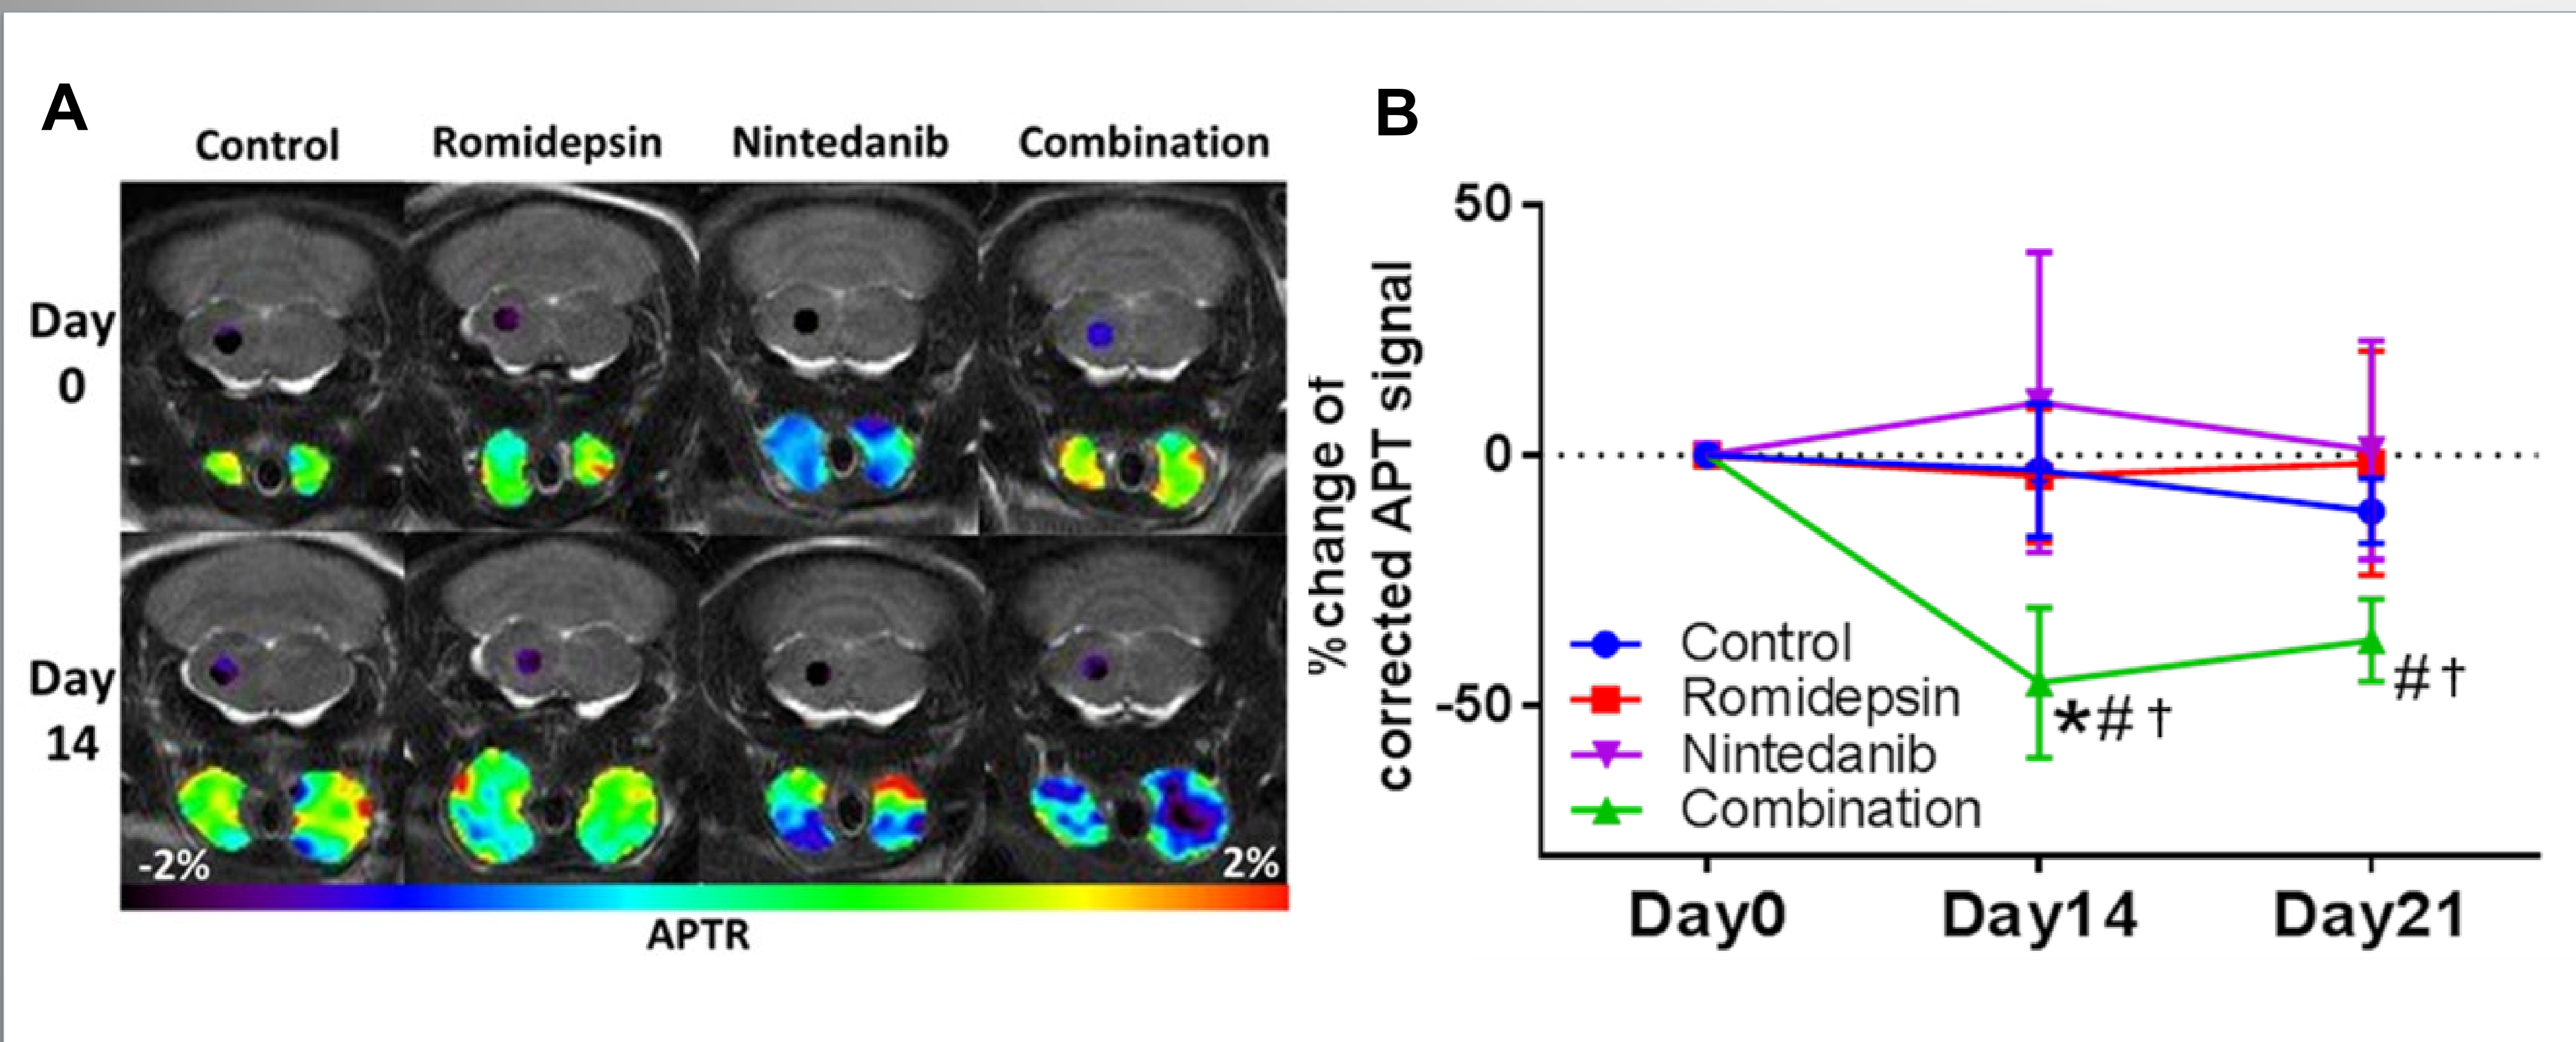 A
Control Romidepsin Nintedanib Combination
Day
0
Day
14
-2% 2%
APTR
B
% change of
corrected APT signal
50
0
-50
Control
Romidepsin
Nintedanib
Combination
*#†
#†
Day0 Day14 Day21